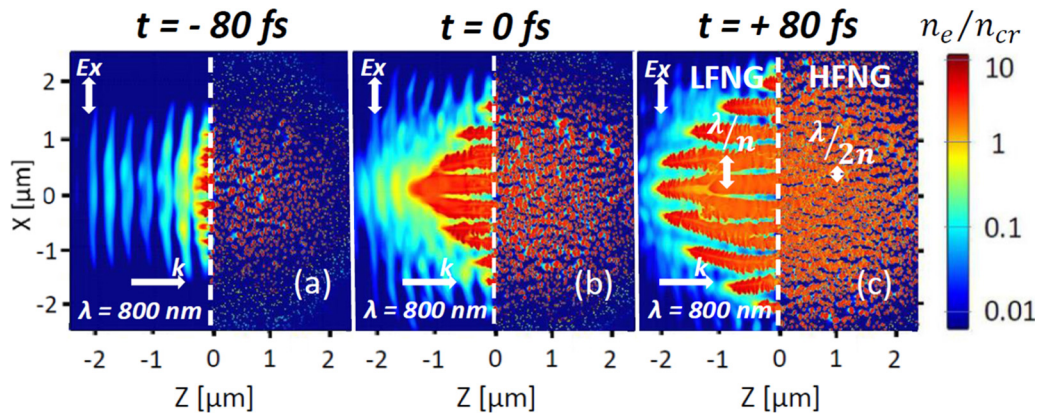 t = - 80 fs t = 0 fs t = + 80 fs n_e/n_cr
Ex Ex Ex LFNG HFNG
λ/n λ/2n
k k k
(a) (b) (c)
λ = 800 nm λ = 800 nm λ = 800 nm
X [µm]
2
1
0
-1
-2
10
1
0.1
0.01
-2 -1 0 1 2 -2 -1 0 1 2 -2 -1 0 1 2
Z [µm] Z [µm] Z [µm]